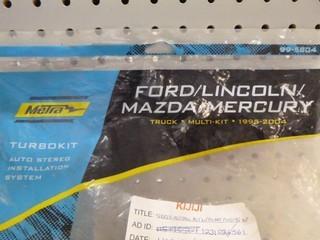 99-5804
Metra
FORD/LINCOLN/
MAZDA/MERCURY
TRUCK • MULTI-KIT • 1995-2004
TURBOKIT
AUTO STEREO
INSTALLATION
SYSTEM
KIJIJI
TITLE:
AD ID:
DATE: